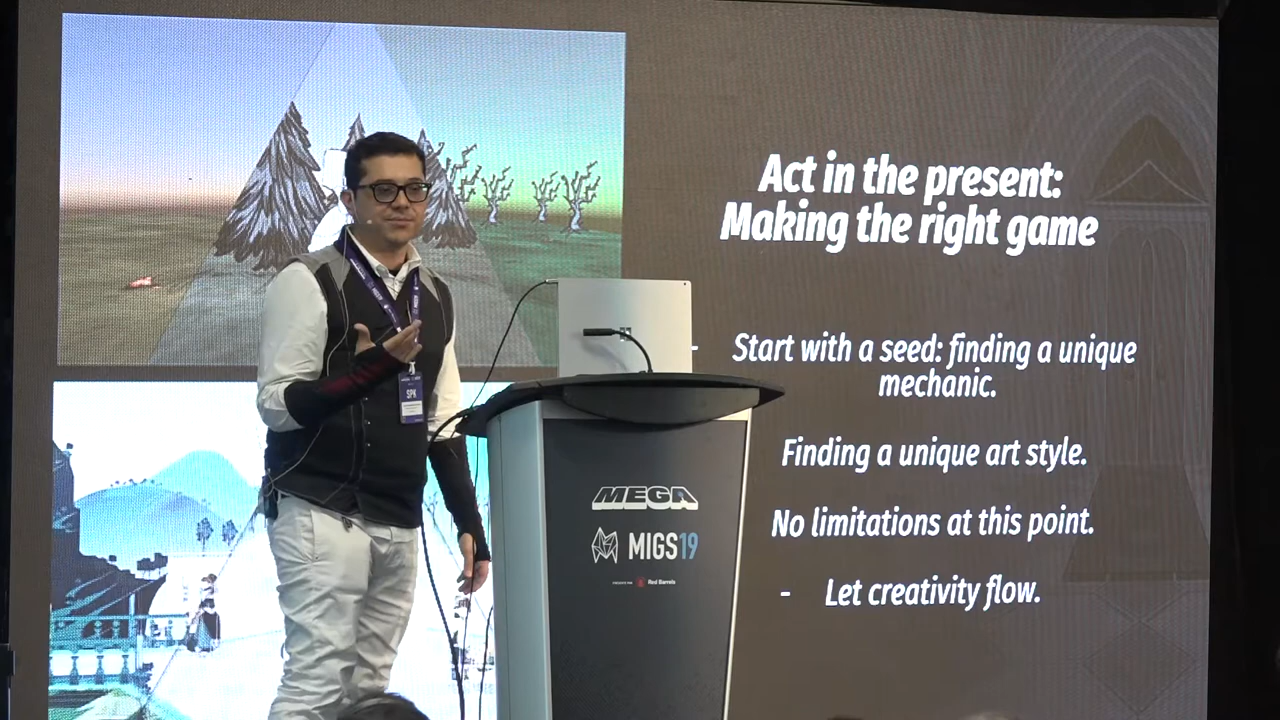 Act in the present:
Making the right game
- Start with a seed: finding a unique
mechanic.
Finding a unique art style.
No limitations at this point.
- Let creativity flow.
SPK
MEGA
MIGS19
Red Barrels